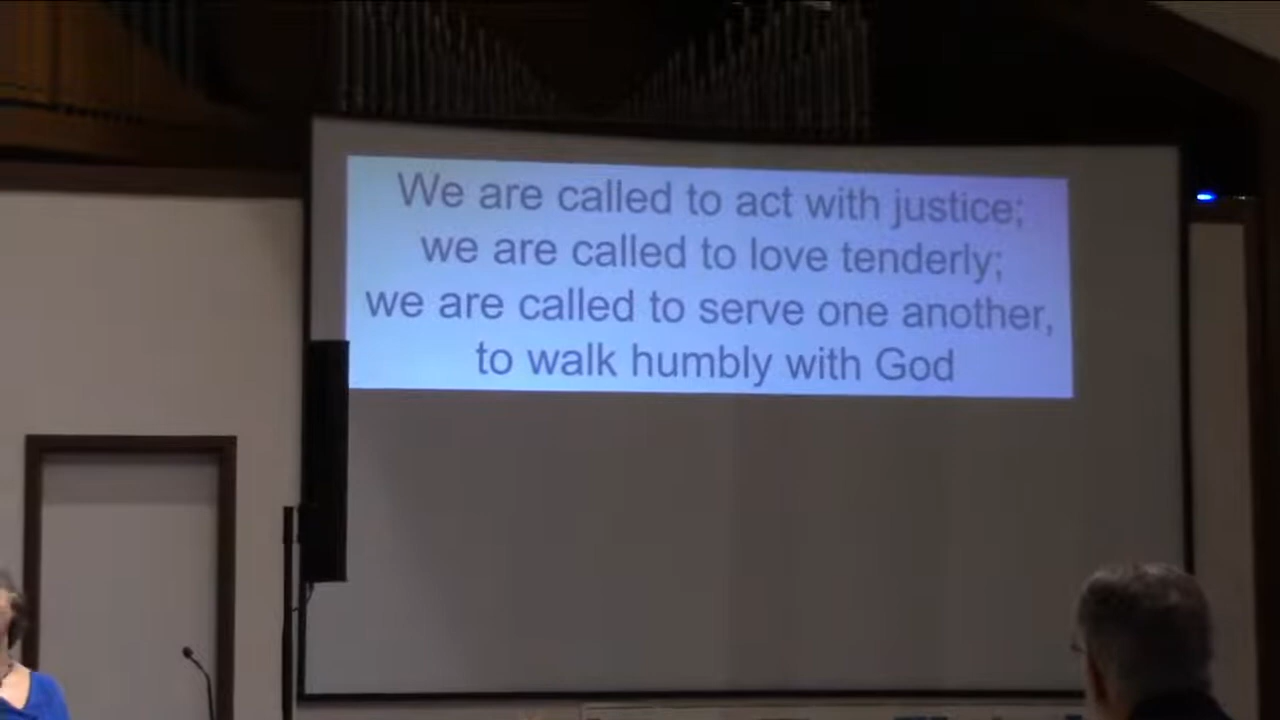 We are called to act with justice;
we are called to love tenderly;
we are called to serve one another,
to walk humbly with God